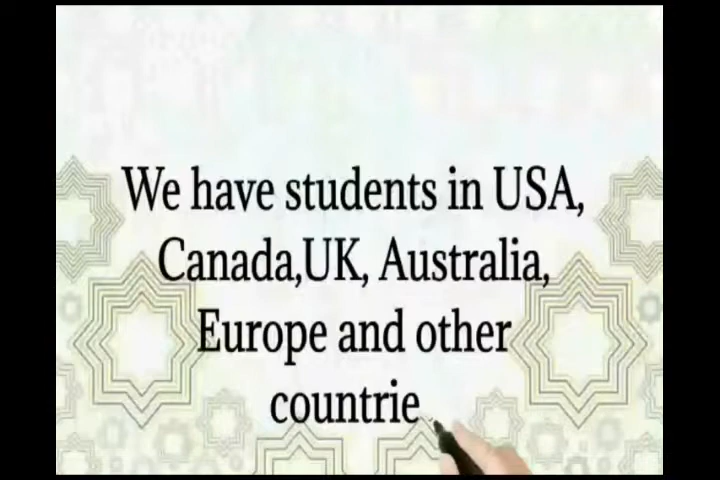 We have students in USA,
Canada,UK, Australia,
Europe and other
countrie